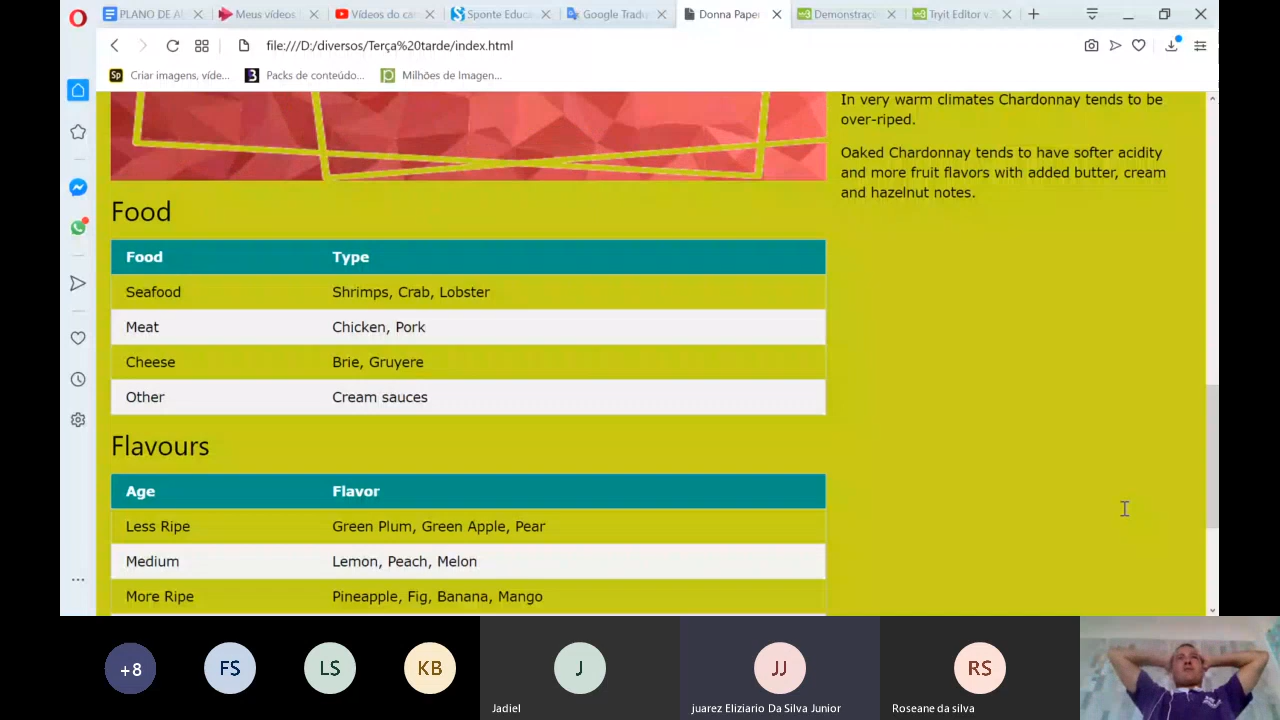 PLANO DE AU
Meus vídeos
Vídeos do can
Sponte Educa
Google Tradu
Donna Paper
Demonstraçã
Tryit Editor v.
file:///D:/diversos/Terça%20tarde/index.html
Sp Criar imagens, víde...
Packs de conteúdo...
Milhões de Imagen...
In very warm climates Chardonnay tends to be
over-riped.
Oaked Chardonnay tends to have softer acidity
and more fruit flavors with added butter, cream
and hazelnut notes.
Food
Food Type
Seafood Shrimps, Crab, Lobster
Meat Chicken, Pork
Cheese Brie, Gruyere
Other Cream sauces
Flavours
Age Flavor
Less Ripe Green Plum, Green Apple, Pear
Medium Lemon, Peach, Melon
More Ripe Pineapple, Fig, Banana, Mango
+8
FS
LS
KB
J
JJ
RS
Jadiel
juarez Eliziario Da Silva Junior
Roseane da silva